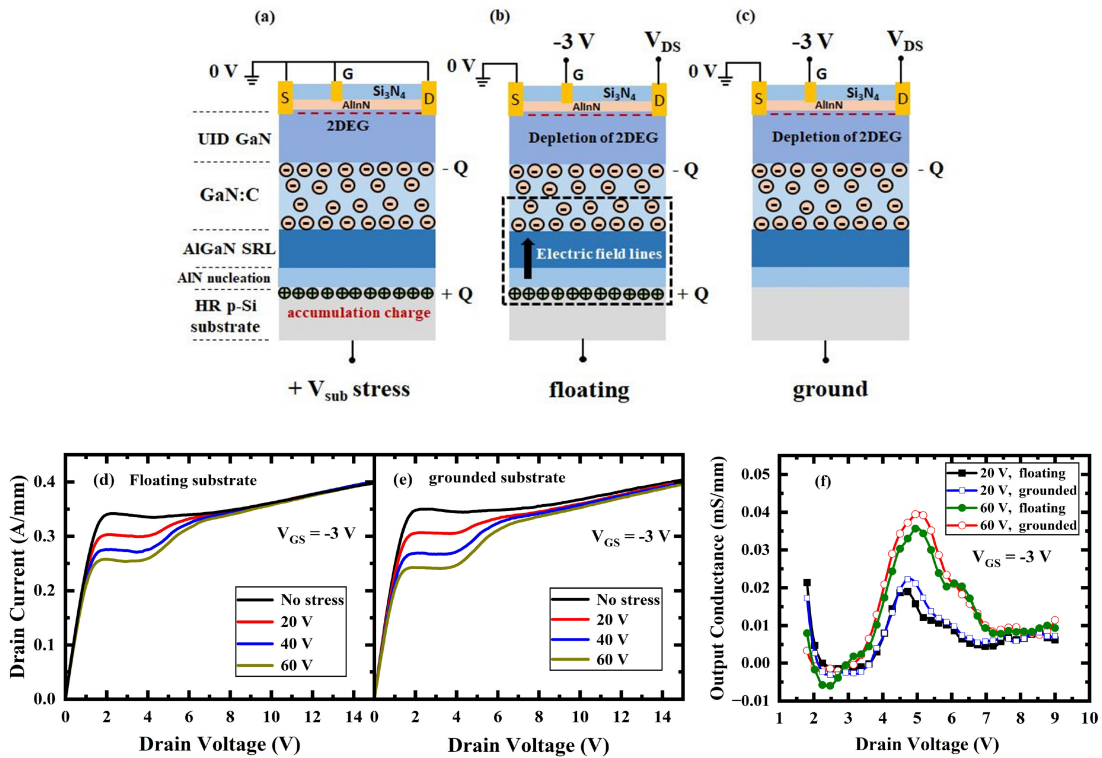 (a)
(b)
(c)
-3 V
V_DS
-3 V
V_DS
0 V
0 V
0 V
G
G
S
Si₃N₄
AlInN
D
S
Si₃N₄
AlInN
D
S
Si₃N₄
AlInN
D
2DEG
UID GaN
Depletion of 2DEG
Depletion of 2DEG
- Q
- Q
- Q
GaN:C
AlGaN SRL
Electric field lines
AlN nucleation
+ Q
+ Q
HR p-Si
substrate
accumulation charge
+ V_sub stress
floating
ground
Drain Current (A/mm)
0.4
0.3
0.2
0.1
0.0
(d) Floating substrate
V_GS = -3 V
No stress
20 V
40 V
60 V
0 2 4 6 8 10 12 14
Drain Voltage (V)
(e) grounded substrate
V_GS = -3 V
No stress
20 V
40 V
60 V
0 2 4 6 8 10 12 14
Drain Voltage (V)
Output Conductance (mS/mm)
0.05
0.04
0.03
0.02
0.01
0.00
−0.01
(f)
20 V, floating
20 V, grounded
60 V, floating
60 V, grounded
V_GS = -3 V
1 2 3 4 5 6 7 8 9 10
Drain Voltage (V)